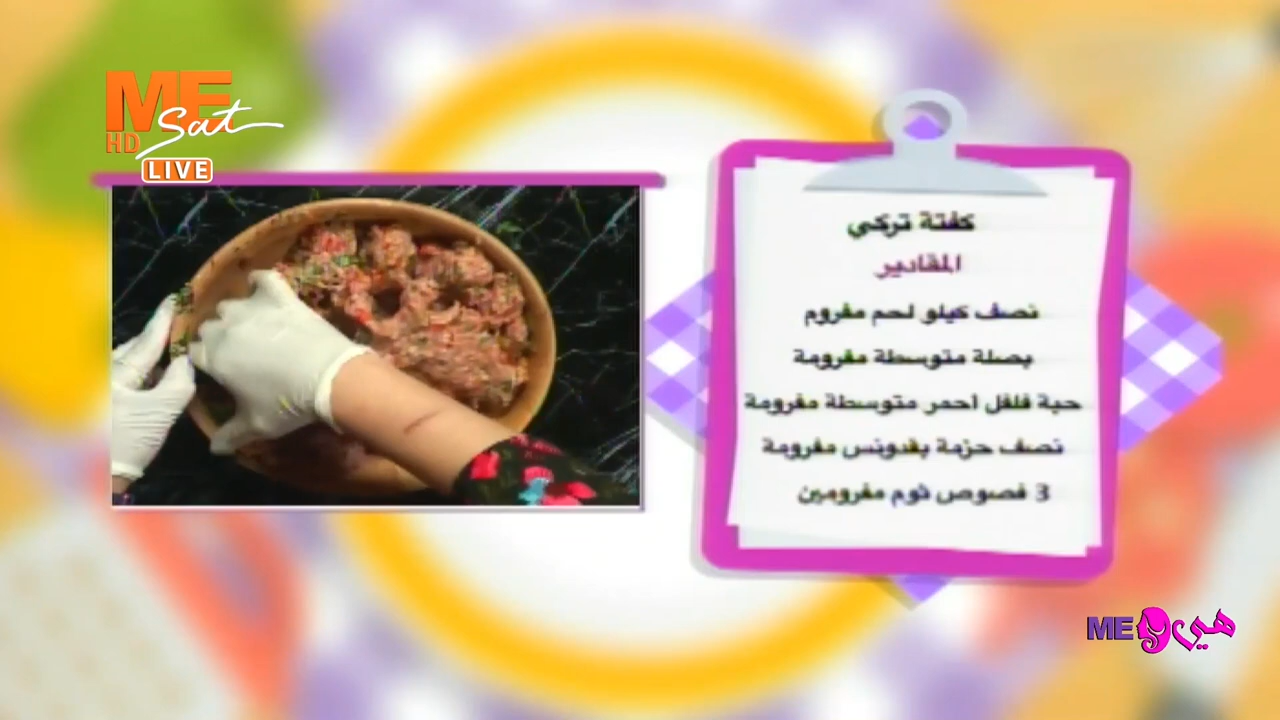 ME
Sat
HD
LIVE
كفتة تركي
المقادير
نصف كيلو لحم مفروم
بصلة متوسطة مفرومة
حبة فلفل احمر متوسطة مفرومة
نصف حزمة بقدونس مفرومة
3 فصوص ثوم مفرومين
ME هي